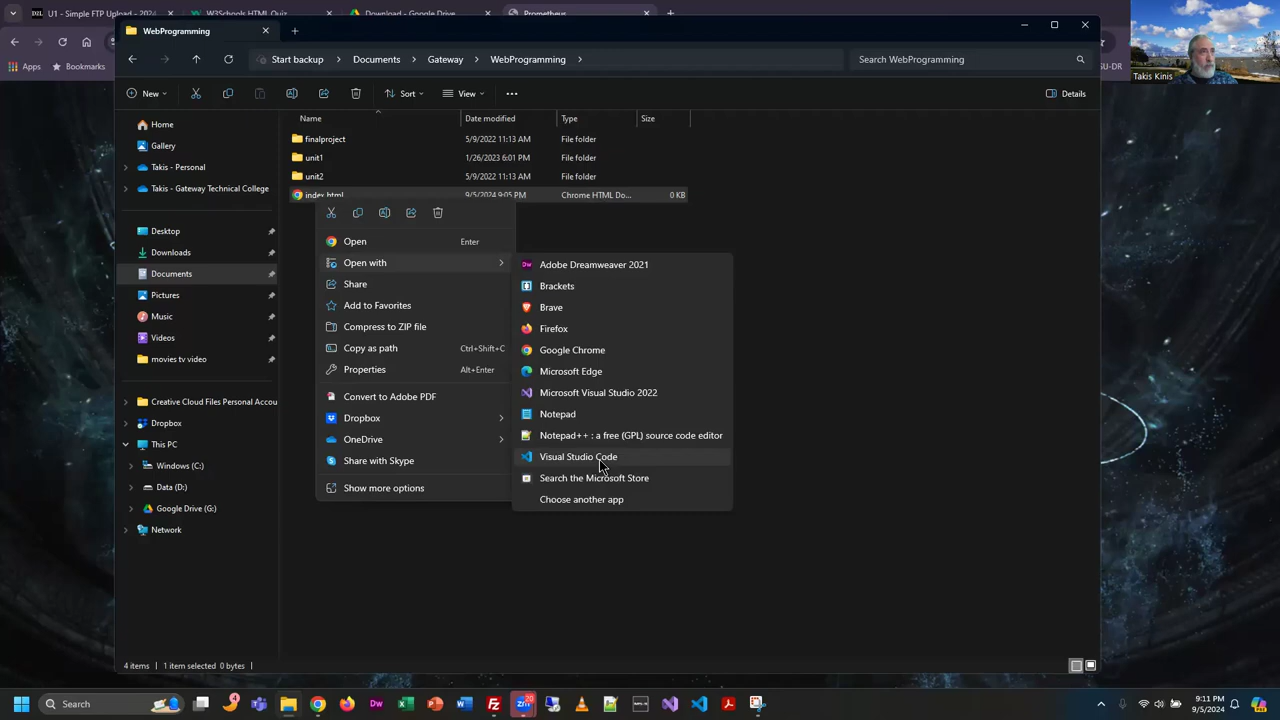 U1 - Simple FTP Upload - 202
W3Schools HTML Quiz
Download - Google Drive
Prometheus
WebProgramming
Start backup
Documents
Gateway
WebProgramming
Search WebProgramming
Takis Kinis
Apps
Bookmarks
New
Sort
View
Details
Name
Date modified
Type
Size
Home
Gallery
Takis - Personal
Takis - Gateway Technical College
Desktop
Downloads
Documents
Pictures
Music
Videos
movies tv video
Creative Cloud Files Personal Accou
Dropbox
This PC
Windows (C:)
Data (D:)
Google Drive (G:)
Network
finalproject 5/9/2022 11:13 AM File folder
unit1 1/26/2023 6:01 PM File folder
unit2 5/9/2022 11:13 AM File folder
index.html 9/5/2024 9:05 PM Chrome HTML Do... 0 KB
Open Enter
Open with
Share
Add to Favorites
Compress to ZIP file
Copy as path Ctrl+Shift+C
Properties Alt+Enter
Convert to Adobe PDF
Dropbox
OneDrive
Share with Skype
Show more options
Adobe Dreamweaver 2021
Brackets
Brave
Firefox
Google Chrome
Microsoft Edge
Microsoft Visual Studio 2022
Notepad
Notepad++ : a free (GPL) source code editor
Visual Studio Code
Search the Microsoft Store
Choose another app
4 items
1 item selected 0 bytes
Search
9:11 PM
9/5/2024